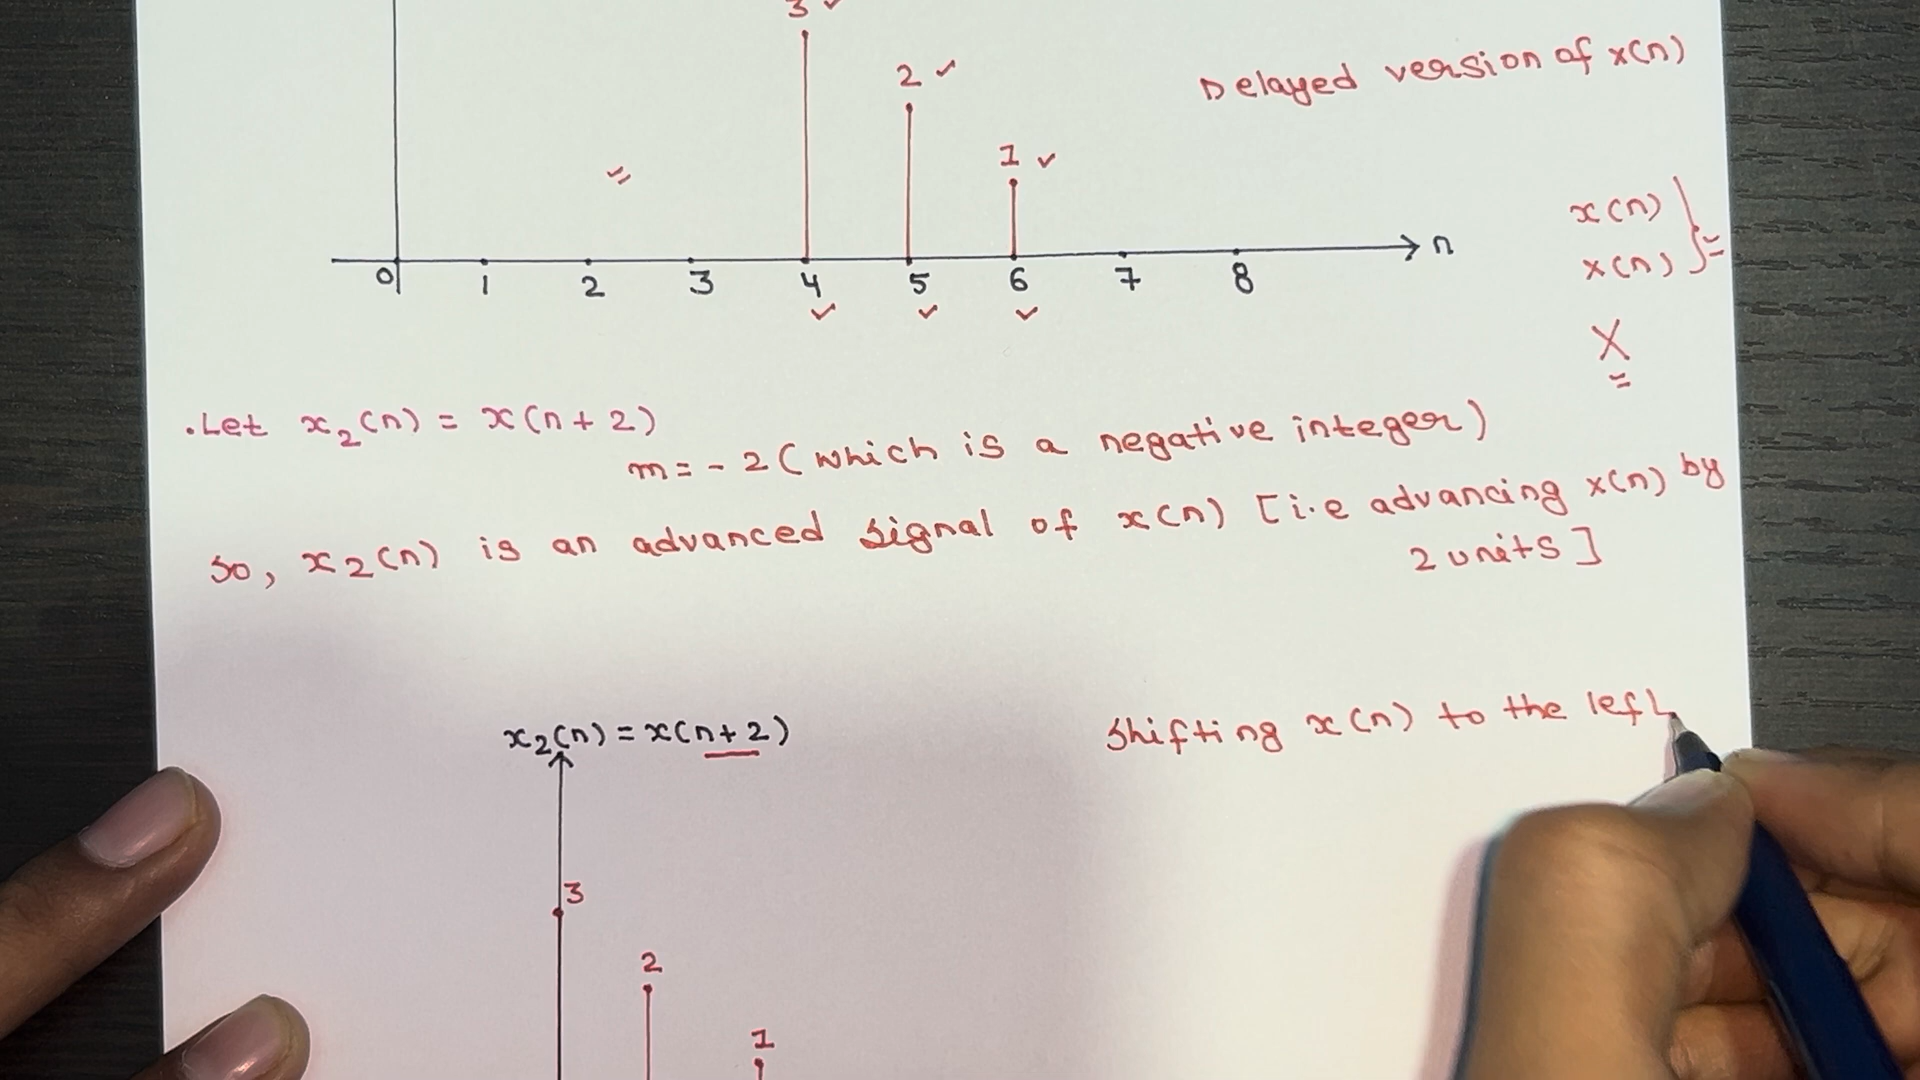 3 ✓
2 ✓
Delayed version of x(n)
1 ✓
x(n)
x(n)
n
0 1 2 3 4 5 6 7 8
X
.Let x₂(n) = x(n+2)
m = -2 (which is a negative integer)
So, x₂(n) is an advanced signal of x(n) [i.e advancing x(n) by
2 units]
x₂(n) = x(n+2)
Shifting x(n) to the left
3
2
1